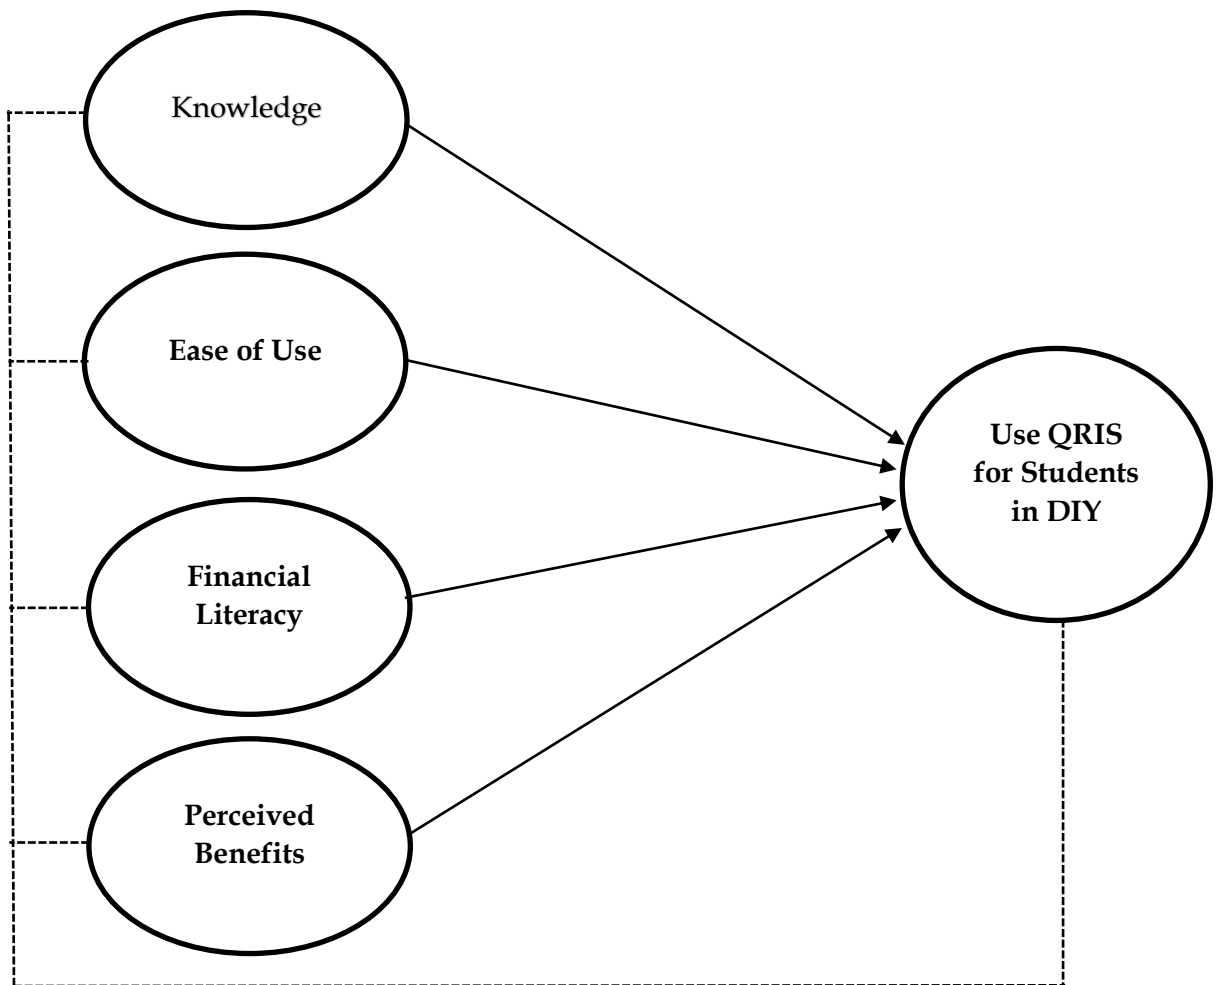 Knowledge
Ease of Use
Financial
Literacy
Perceived
Benefits
Use QRIS
for Students
in DIY